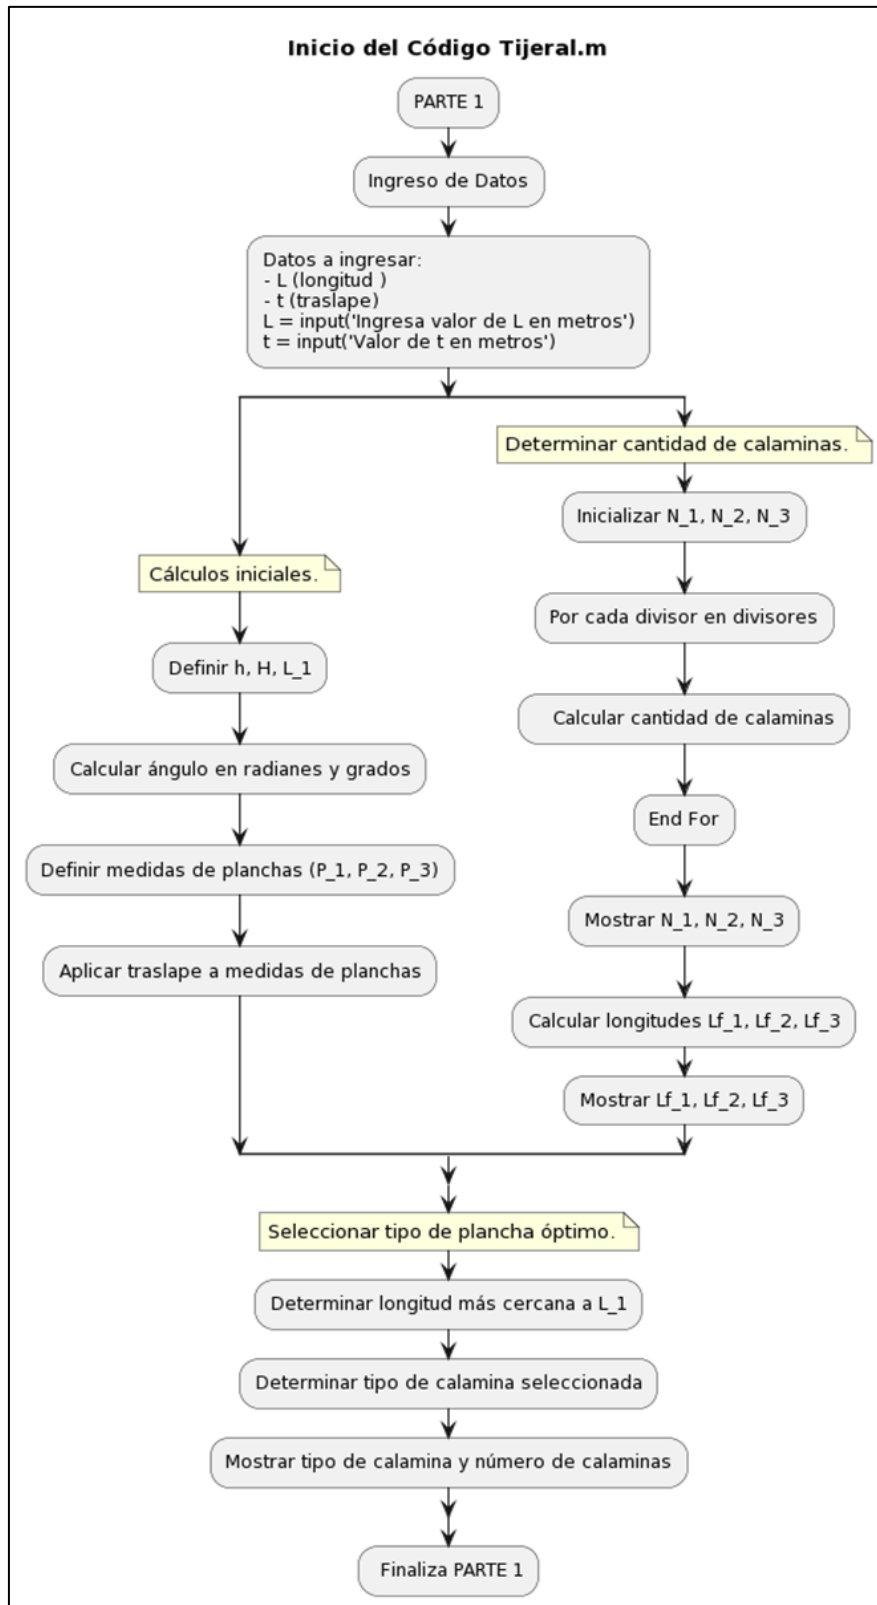 Inicio del Código Tijeral.m
PARTE 1
Ingreso de Datos
Datos a ingresar:
- L (longitud )
- t (traslape)
L = input('Ingresa valor de L en metros')
t = input('Valor de t en metros')
Cálculos iniciales.
Definir h, H, L_1
Calcular ángulo en radianes y grados
Definir medidas de planchas (P_1, P_2, P_3)
Aplicar traslape a medidas de planchas
Determinar cantidad de calaminas.
Inicializar N_1, N_2, N_3
Por cada divisor en divisores
Calcular cantidad de calaminas
End For
Mostrar N_1, N_2, N_3
Calcular longitudes Lf_1, Lf_2, Lf_3
Mostrar Lf_1, Lf_2, Lf_3
Seleccionar tipo de plancha óptimo.
Determinar longitud más cercana a L_1
Determinar tipo de calamina seleccionada
Mostrar tipo de calamina y número de calaminas
Finaliza PARTE 1